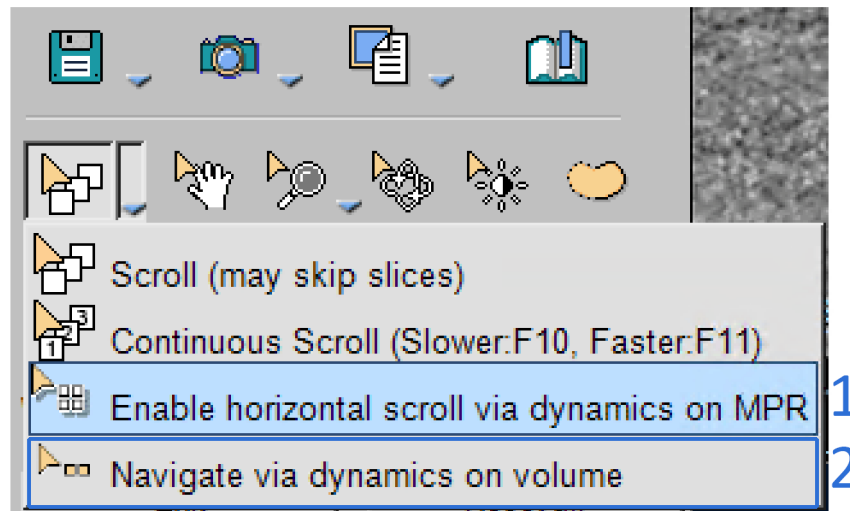 Scroll (may skip slices)
Continuous Scroll (Slower:F10, Faster:F11)
Enable horizontal scroll via dynamics on MPR
1
Navigate via dynamics on volume
2